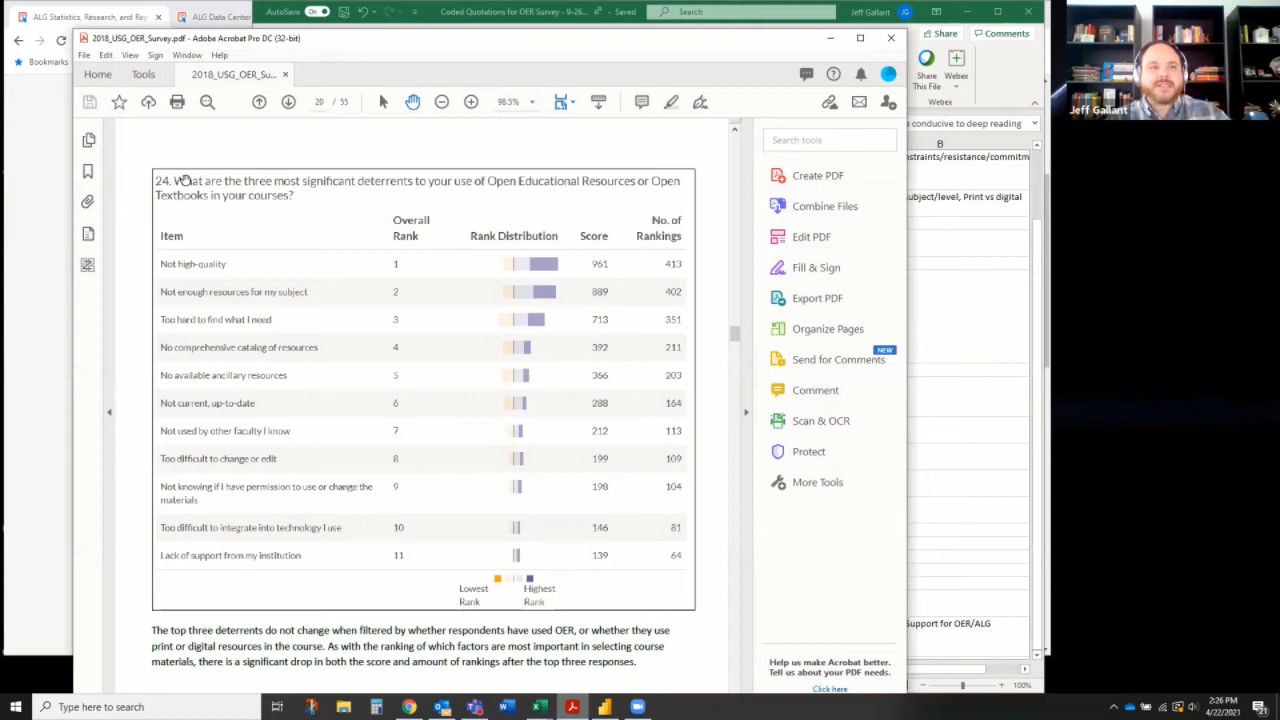 ALG Statistics, Research, and Rep
ALG Data Center
AutoSave On
Coded Quotations for OER Survey – 9-26... – Saved
Search
Jeff Gallant JG
Bookmarks
2018_USG_OER_Survey.pdf - Adobe Acrobat Pro DC (32-bit)
File Edit View Sign Window Help
Home Tools 2018_USG_OER_Su...
20 / 55 98.5%
Share Comments
Share
This File
Webex
Webex
e conducive to deep reading
B
nstraints/resistance/commitm
ubject/level, Print vs digital
Support for OER/ALG
100%
24. What are the three most significant deterrents to your use of Open Educational Resources or Open
Textbooks in your courses?
Item Overall Rank Rank Distribution Score No. of Rankings
Not high-quality 1 961 413
Not enough resources for my subject 2 889 402
Too hard to find what I need 3 713 351
No comprehensive catalog of resources 4 392 211
No available ancillary resources 5 366 203
Not current, up-to-date 6 288 164
Not used by other faculty I know 7 212 113
Too difficult to change or edit 8 199 109
Not knowing if I have permission to use or change the
materials 9 198 104
Too difficult to integrate into technology I use 10 146 81
Lack of support from my institution 11 139 64
Lowest Rank Highest Rank
The top three deterrents do not change when filtered by whether respondents have used OER, or whether they use
print or digital resources in the course. As with the ranking of which factors are most important in selecting course
materials, there is a significant drop in both the score and amount of rankings after the top three responses.
Search tools
Create PDF
Combine Files
Edit PDF
Fill & Sign
Export PDF
Organize Pages
NEW
Send for Comments
Comment
Scan & OCR
Protect
More Tools
Help us make Acrobat better.
Tell us about your PDF needs.
Click here
Jeff Gallant
Type here to search
2:26 PM
4/22/2021
21